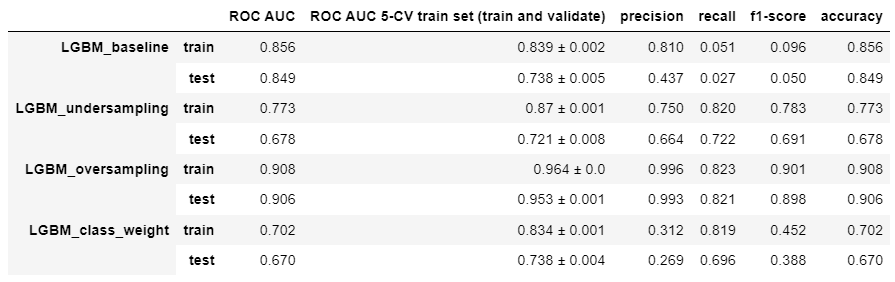 ROC AUC ROC AUC 5-CV train set (train and validate) precision recall f1-score accuracy
LGBM_baseline train 0.856 0.839 ± 0.002 0.810 0.051 0.096 0.856
test 0.849 0.738 ± 0.005 0.437 0.027 0.050 0.849
LGBM_undersampling train 0.773 0.87 ± 0.001 0.750 0.820 0.783 0.773
test 0.678 0.721 ± 0.008 0.664 0.722 0.691 0.678
LGBM_oversampling train 0.908 0.964 ± 0.0 0.996 0.823 0.901 0.908
test 0.906 0.953 ± 0.001 0.993 0.821 0.898 0.906
LGBM_class_weight train 0.702 0.834 ± 0.001 0.312 0.819 0.452 0.702
test 0.670 0.738 ± 0.004 0.269 0.696 0.388 0.670